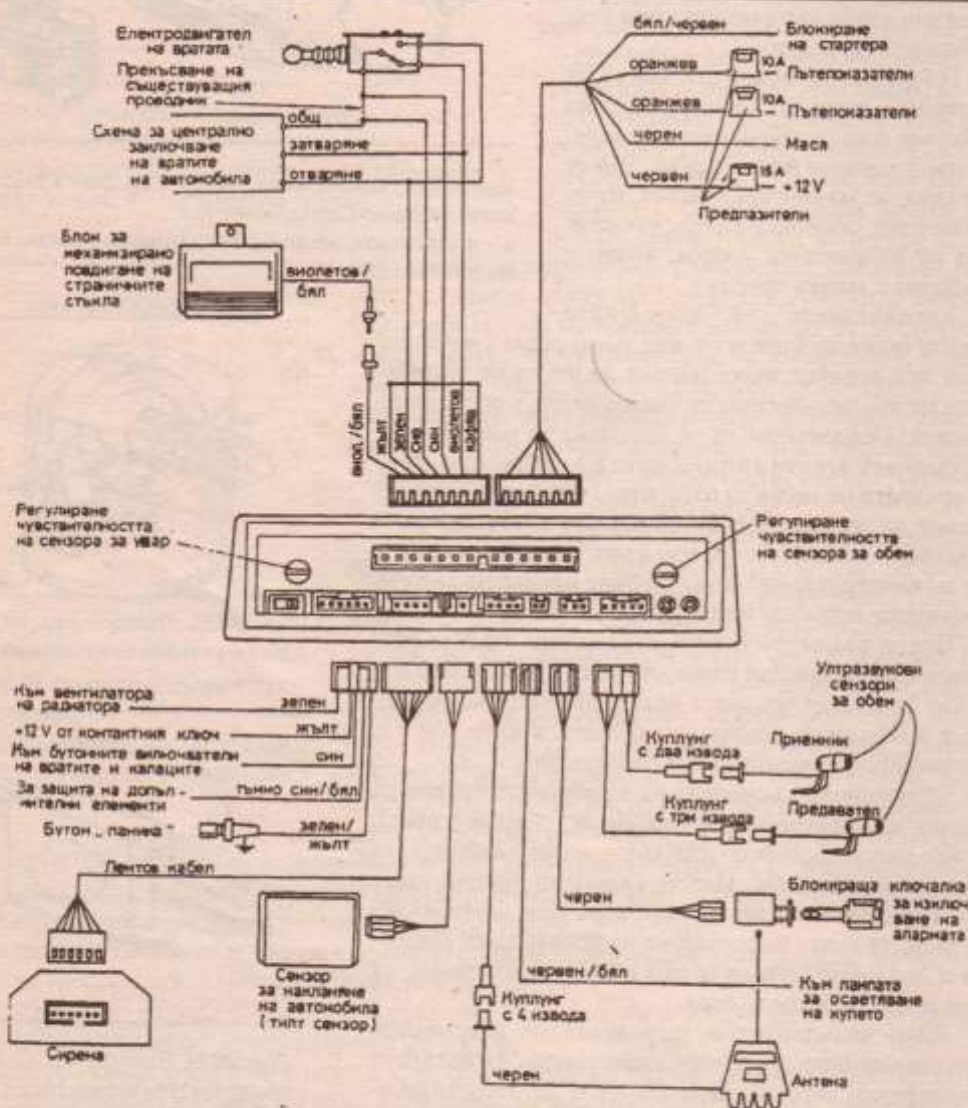 Електродвигател
на вратата
Прекъсване на
съществуващия
проводник
Схема за централно
заключване
на вратите
на автомобила
общ
затваряне
отваряне
Блок за
механизирано
повдигане на
страничните
стъкла
виолетов/
бял
бял/червен
Блокиране
на стартера
оранжев
10 А
Пътепоказатели
оранжев
10 А
Пътепоказатели
черен
Маса
червен
15 А
+12 V
Предпазители
виол./бял
жълт
зелен
сив
син
виолетов
кафяв
Регулиране
чувствителността
на сензора за удар
Регулиране
чувствителността
на сензора за обем
Към вентилатора
на радиатора
зелен
+12 V от контактния ключ
жълт
Към бутонните включватели
на вратите и капаците
син
За защита на допъл-
нителни елементи
тъмно син/бял
Бутон „паника“
зелен/
жълт
Лентов кабел
Сирена
Сензор
за накланяне
на автомобила
(тилт сензор)
Куплунг
с 4 извода
черен
червен/бял
Към лампата
за осветяване
на купето
черен
Блокираща ключалка
за изключ-
ване на
алармата
Антена
Куплунг
с два извода
Приемник
Куплунг
с три извода
Предавател
Ултразвукови
сензори
за обем